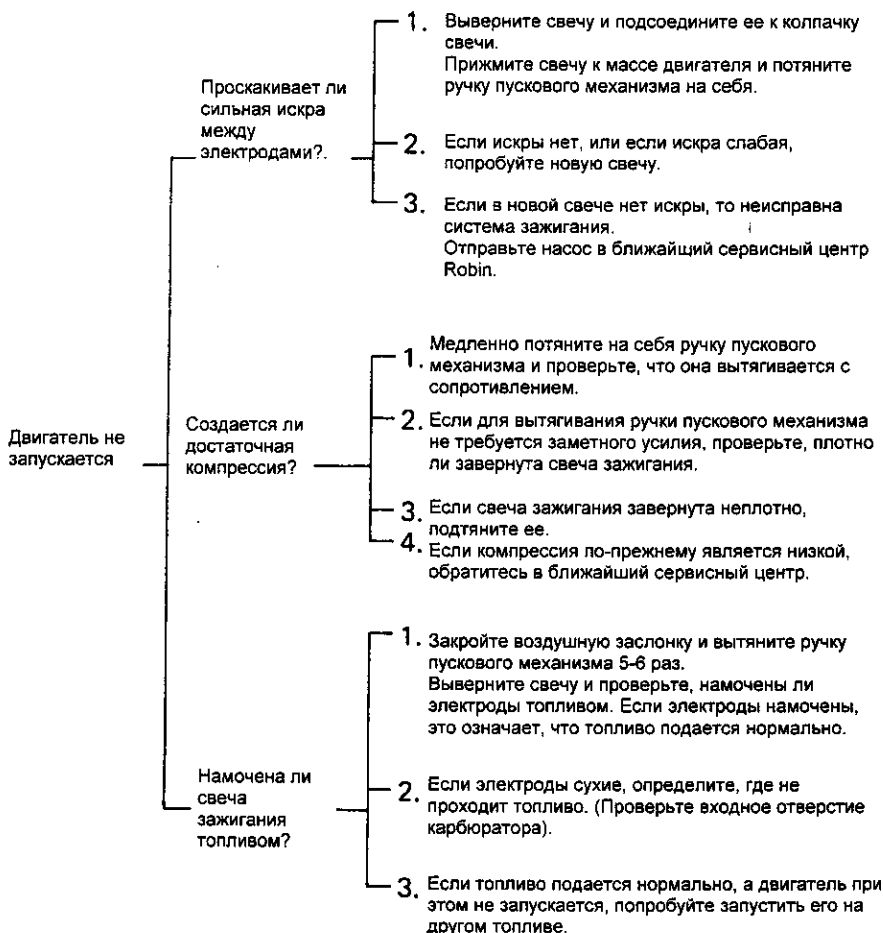 Двигатель не
запускается
Проскакивает ли
сильная искра
между
электродами?.
1. Выверните свечу и подсоедините ее к колпачку
свечи.
Прижмите свечу к массе двигателя и потяните
ручку пускового механизма на себя.
2. Если искры нет, или если искра слабая,
попробуйте новую свечу.
3. Если в новой свече нет искры, то неисправна
система зажигания.
Отправьте насос в ближайший сервисный центр
Robin.
Создается ли
достаточная
компрессия?
1. Медленно потяните на себя ручку пускового
механизма и проверьте, что она вытягивается с
сопротивлением.
2. Если для вытягивания ручки пускового механизма
не требуется заметного усилия, проверьте, плотно
ли завернута свеча зажигания.
3. Если свеча зажигания завернута неплотно,
подтяните ее.
4. Если компрессия по-прежнему является низкой,
обратитесь в ближайший сервисный центр.
Намочена ли
свеча
зажигания
топливом?
1. Закройте воздушную заслонку и вытяните ручку
пускового механизма 5-6 раз.
Выверните свечу и проверьте, намочены ли
электроды топливом. Если электроды намочены,
это означает, что топливо подается нормально.
2. Если электроды сухие, определите, где не
проходит топливо. (Проверьте входное отверстие
карбюратора).
3. Если топливо подается нормально, а двигатель при
этом не запускается, попробуйте запустить его на
другом топливе.